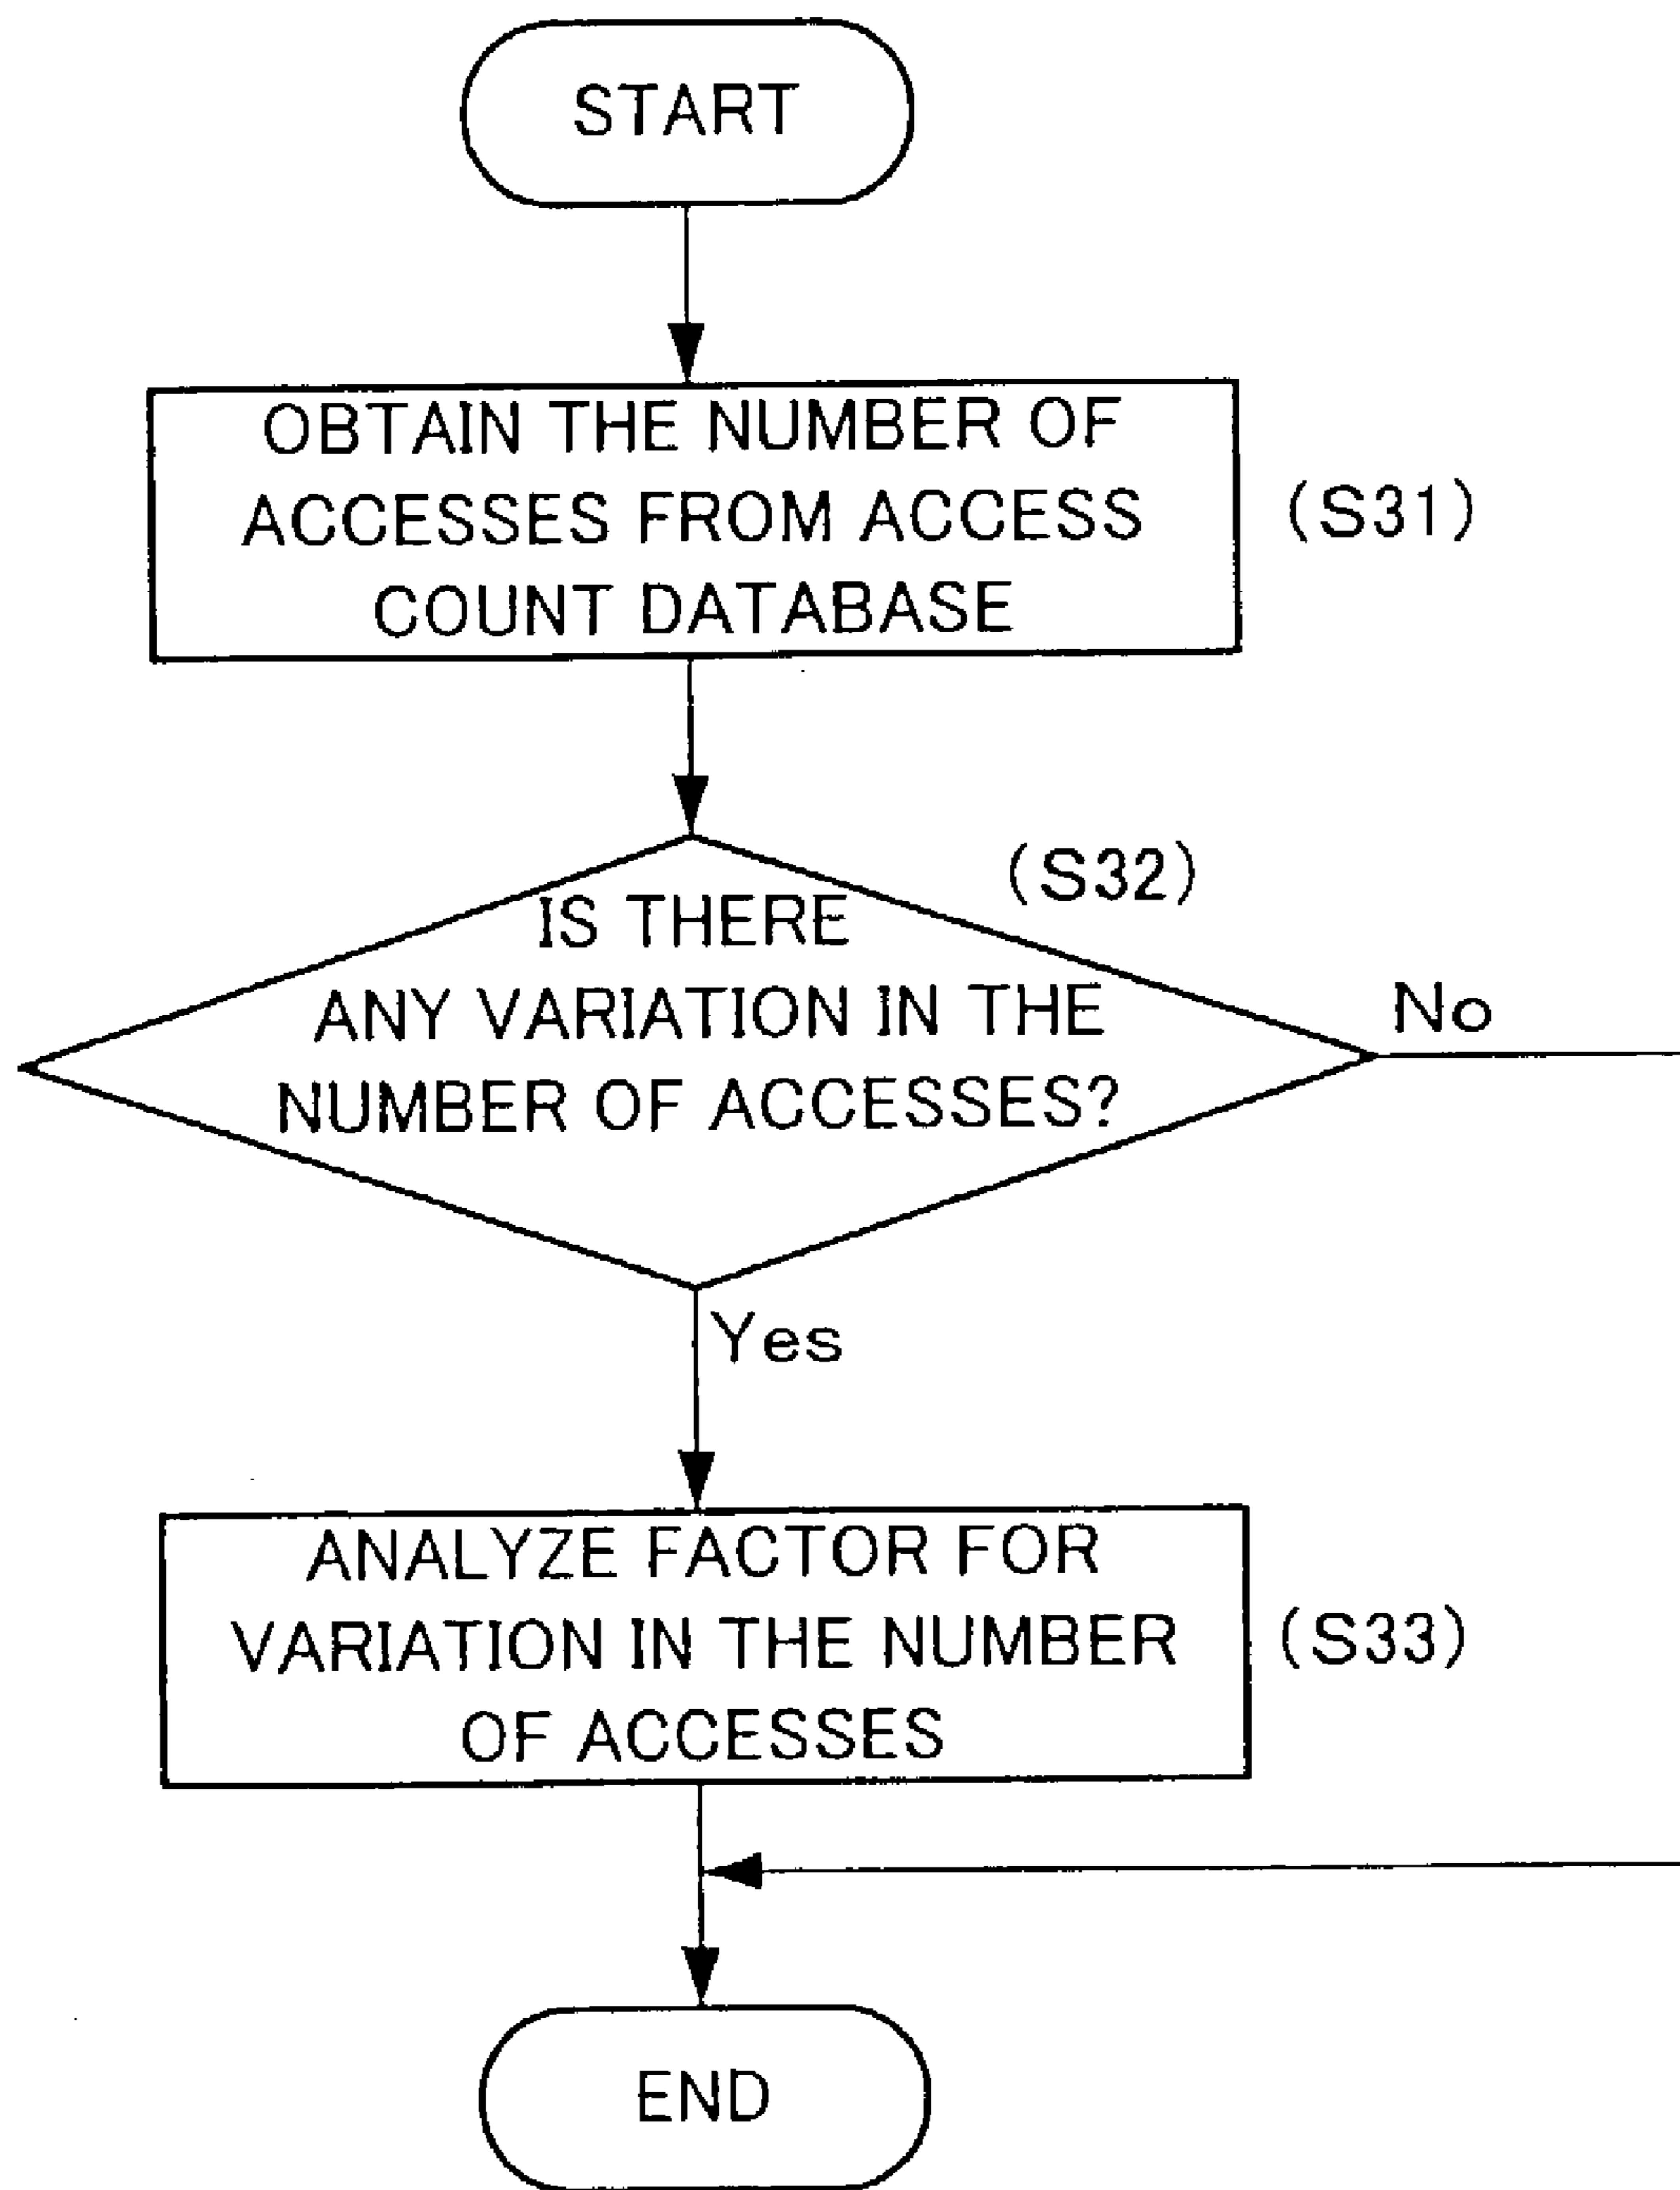 START
OBTAIN THE NUMBER OF
ACCESSES FROM ACCESS
COUNT DATABASE
(S31)
(S32)
IS THERE
ANY VARIATION IN THE
NUMBER OF ACCESSES?
No
Yes
ANALYZE FACTOR FOR
VARIATION IN THE NUMBER
OF ACCESSES
(S33)
END